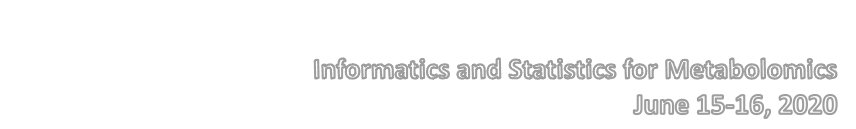 Informatics and Statistics for Metabolomics
June 15-16, 2020